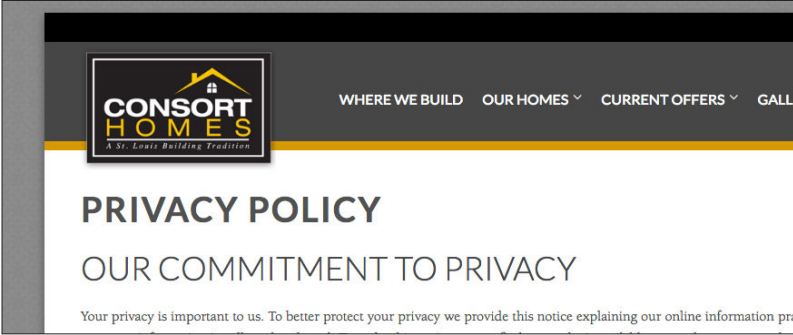 CONSORT
HOMES
A St. Louis Building Tradition
WHERE WE BUILD OUR HOMES CURRENT OFFERS GALL
PRIVACY POLICY
OUR COMMITMENT TO PRIVACY
Your privacy is important to us. To better protect your privacy we provide this notice explaining our online information pra